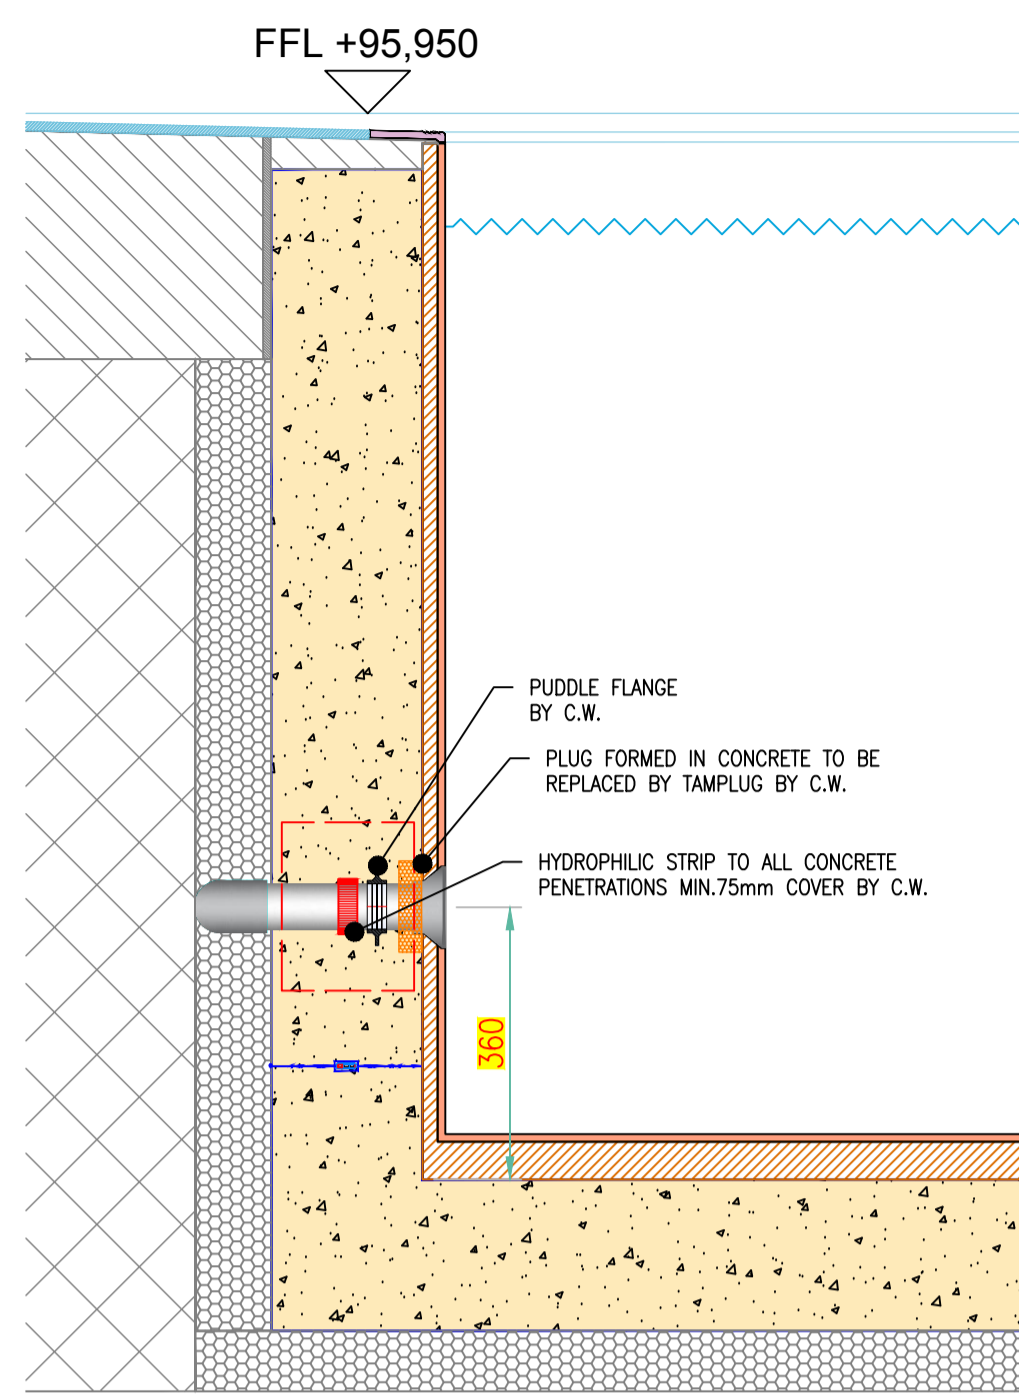 FFL +95,950
PUDDLE FLANGE
BY C.W.
PLUG FORMED IN CONCRETE TO BE
REPLACED BY TAMPLUG BY C.W.
HYDROPHILIC STRIP TO ALL CONCRETE
PENETRATIONS MIN.75mm COVER BY C.W.
360